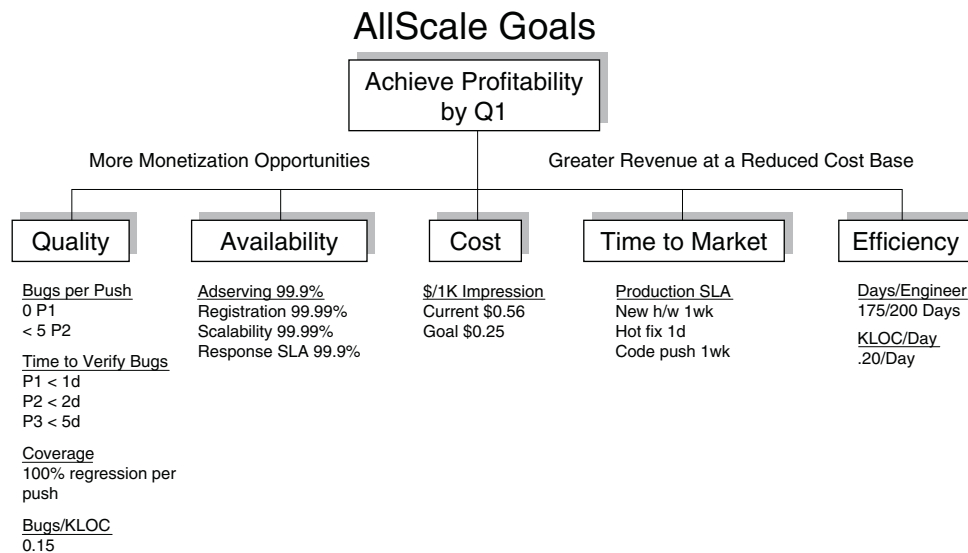 AllScale Goals
Achieve Profitability
by Q1
More Monetization Opportunities
Greater Revenue at a Reduced Cost Base
Quality
Bugs per Push
0 P1
< 5 P2
Time to Verify Bugs
P1 < 1d
P2 < 2d
P3 < 5d
Coverage
100% regression per
push
Bugs/KLOC
0.15
Availability
Adserving 99.9%
Registration 99.99%
Scalability 99.99%
Response SLA 99.9%
Cost
$/1K Impression
Current $0.56
Goal $0.25
Time to Market
Production SLA
New h/w 1wk
Hot fix 1d
Code push 1wk
Efficiency
Days/Engineer
175/200 Days
KLOC/Day
.20/Day